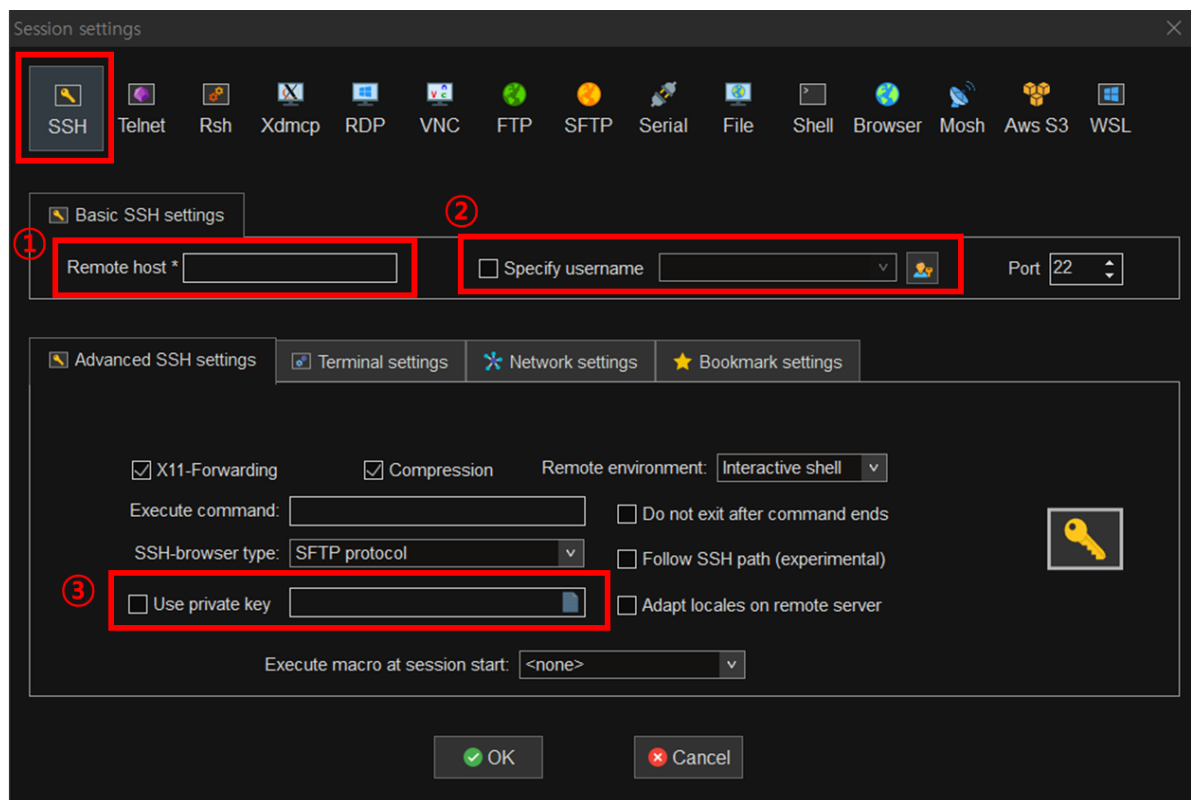 Session settings
SSH Telnet Rsh Xdmcp RDP VNC FTP SFTP Serial File Shell Browser Mosh Aws S3 WSL
Basic SSH settings
① ②
Remote host * Specify username Port 22
Advanced SSH settings Terminal settings Network settings Bookmark settings
X11-Forwarding Compression Remote environment: Interactive shell
Execute command: Do not exit after command ends
SSH-browser type: SFTP protocol Follow SSH path (experimental)
③ Use private key Adapt locales on remote server
Execute macro at session start: <none>
OK Cancel